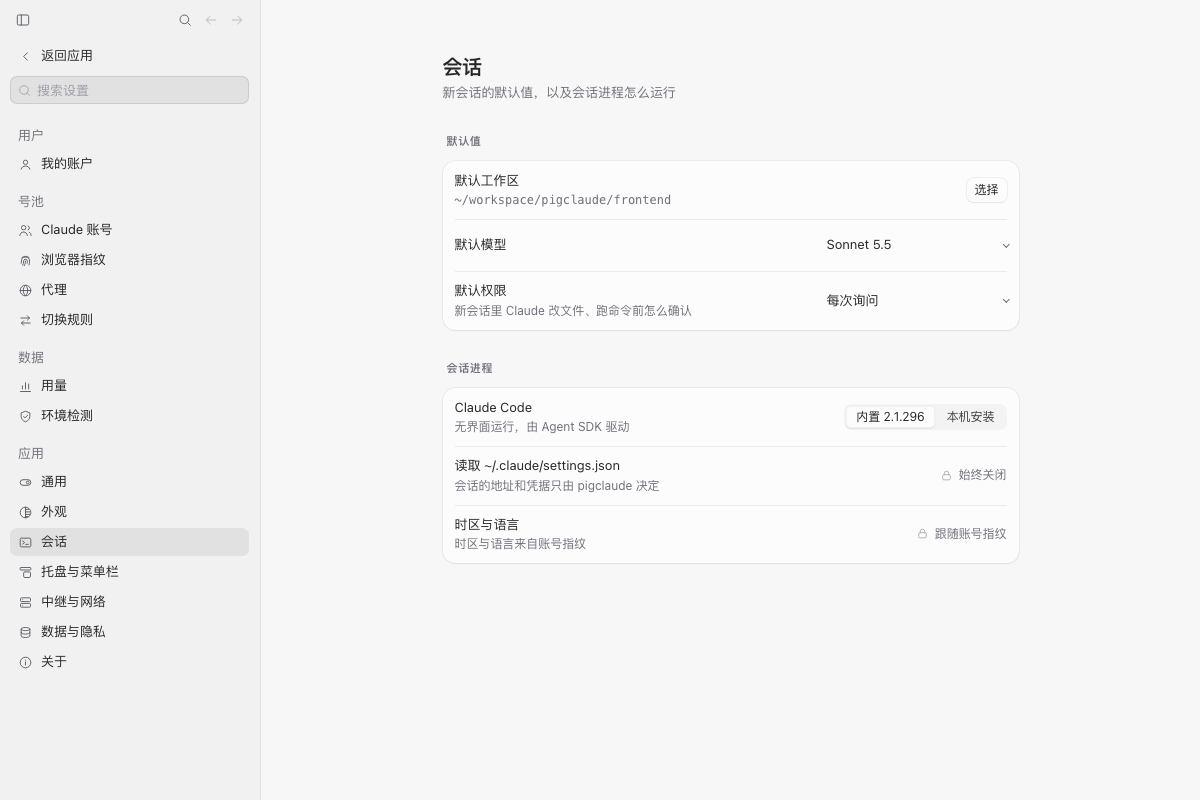 返回应用
搜索设置
用户
我的账户
号池
Claude 账号
浏览器指纹
代理
切换规则
数据
用量
环境检测
应用
通用
外观
会话
托盘与菜单栏
中继与网络
数据与隐私
关于
会话
新会话的默认值，以及会话进程怎么运行
默认值
默认工作区
~/workspace/pigclaude/frontend
选择
默认模型
Sonnet 5.5
默认权限
新会话里 Claude 改文件、跑命令前怎么确认
每次询问
会话进程
Claude Code
无界面运行，由 Agent SDK 驱动
内置 2.1.296
本机安装
读取 ~/.claude/settings.json
会话的地址和凭据只由 pigclaude 决定
始终关闭
时区与语言
时区与语言来自账号指纹
跟随账号指纹